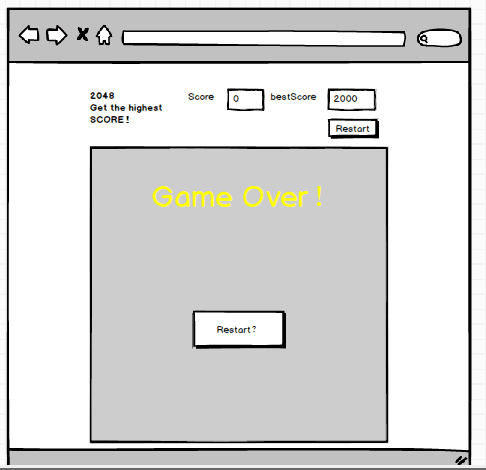 2048
Get the highest
SCORE!
Score 0 bestScore 2000
Restart
Game Over !
Restart?